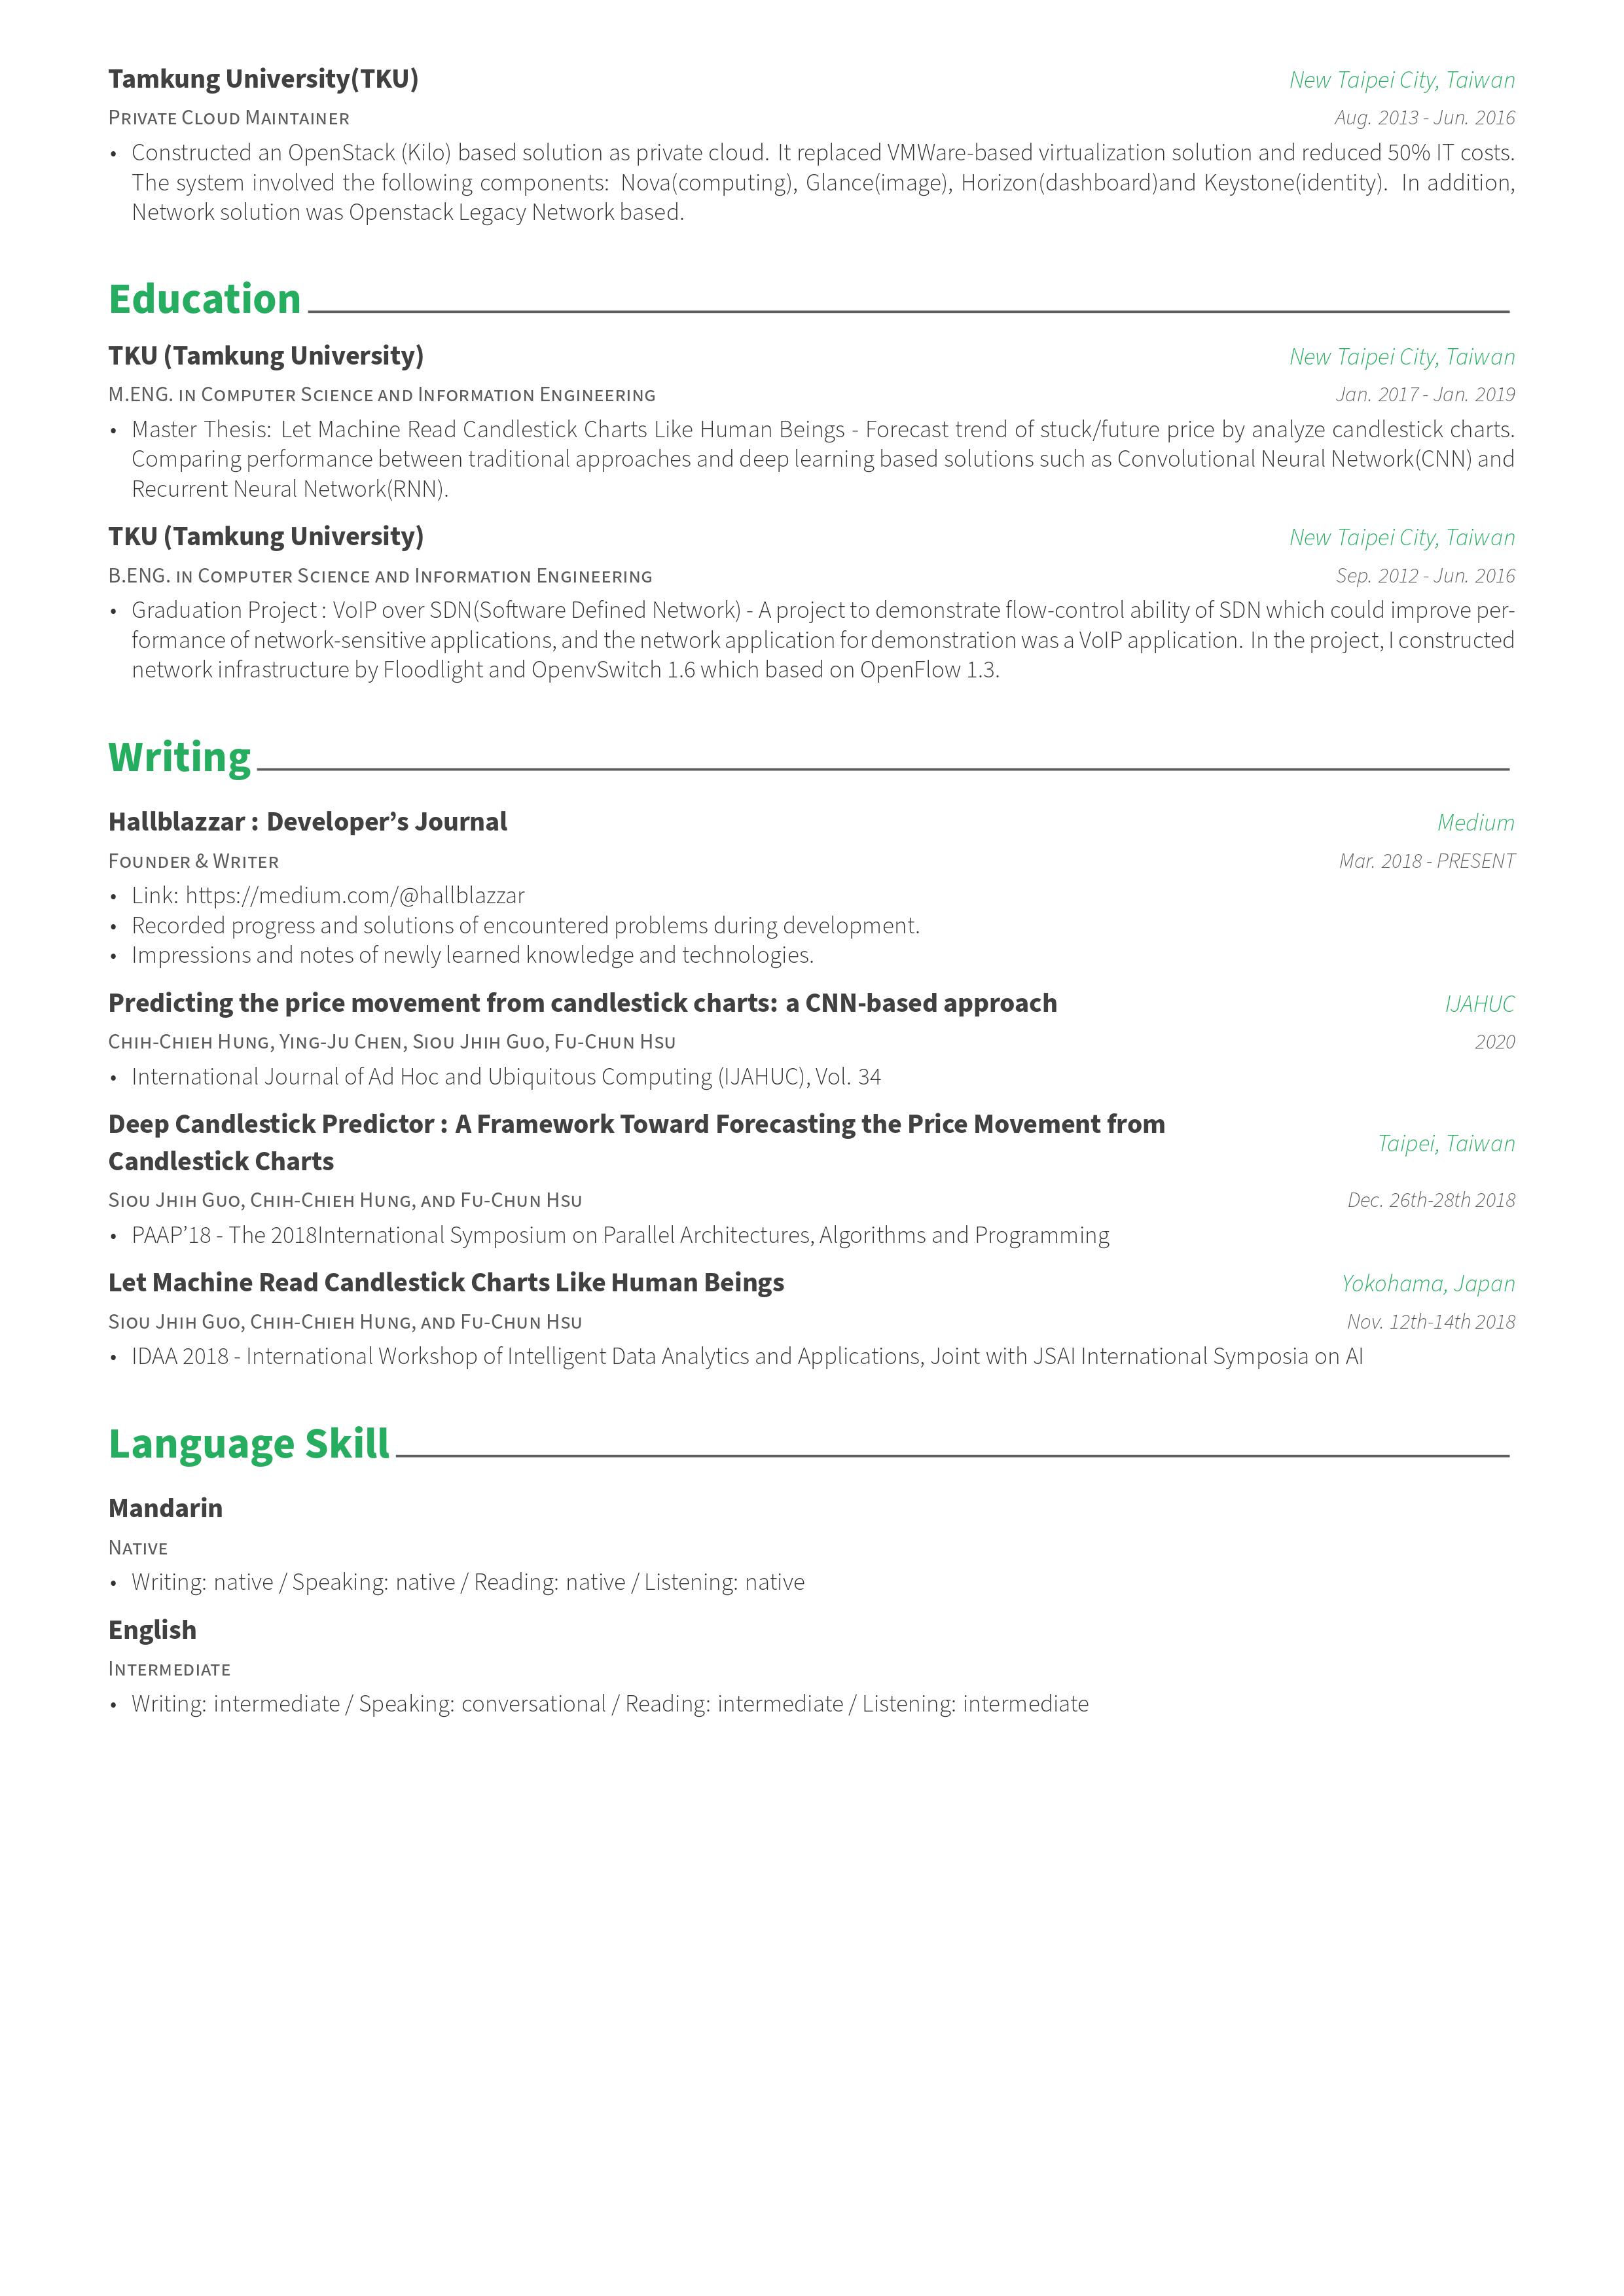 Tamkung University(TKU) New Taipei City, Taiwan
Private Cloud Maintainer Aug. 2013 - Jun. 2016
• Constructed an OpenStack (Kilo) based solution as private cloud. It replaced VMWare-based virtualization solution and reduced 50% IT costs.
The system involved the following components: Nova(computing), Glance(image), Horizon(dashboard)and Keystone(identity). In addition,
Network solution was Openstack Legacy Network based.
Education
TKU (Tamkung University) New Taipei City, Taiwan
M.ENG. in Computer Science and Information Engineering Jan. 2017 - Jan. 2019
• Master Thesis: Let Machine Read Candlestick Charts Like Human Beings - Forecast trend of stuck/future price by analyze candlestick charts.
Comparing performance between traditional approaches and deep learning based solutions such as Convolutional Neural Network(CNN) and
Recurrent Neural Network(RNN).
TKU (Tamkung University) New Taipei City, Taiwan
B.ENG. in Computer Science and Information Engineering Sep. 2012 - Jun. 2016
• Graduation Project : VoIP over SDN(Software Defined Network) - A project to demonstrate flow-control ability of SDN which could improve per-
formance of network-sensitive applications, and the network application for demonstration was a VoIP application. In the project, I constructed
network infrastructure by Floodlight and OpenvSwitch 1.6 which based on OpenFlow 1.3.
Writing
Hallblazzar : Developer’s Journal Medium
Founder & Writer Mar. 2018 - PRESENT
• Link: https://medium.com/@hallblazzar
• Recorded progress and solutions of encountered problems during development.
• Impressions and notes of newly learned knowledge and technologies.
Predicting the price movement from candlestick charts: a CNN-based approach IJAHUC
Chih-Chieh Hung, Ying-Ju Chen, Siou Jhih Guo, Fu-Chun Hsu 2020
• International Journal of Ad Hoc and Ubiquitous Computing (IJAHUC), Vol. 34
Deep Candlestick Predictor : A Framework Toward Forecasting the Price Movement from
Candlestick Charts Taipei, Taiwan
Siou Jhih Guo, Chih-Chieh Hung, and Fu-Chun Hsu Dec. 26th-28th 2018
• PAAP’18 - The 2018International Symposium on Parallel Architectures, Algorithms and Programming
Let Machine Read Candlestick Charts Like Human Beings Yokohama, Japan
Siou Jhih Guo, Chih-Chieh Hung, and Fu-Chun Hsu Nov. 12th-14th 2018
• IDAA 2018 - International Workshop of Intelligent Data Analytics and Applications, Joint with JSAI International Symposia on AI
Language Skill
Mandarin
Native
• Writing: native / Speaking: native / Reading: native / Listening: native
English
Intermediate
• Writing: intermediate / Speaking: conversational / Reading: intermediate / Listening: intermediate